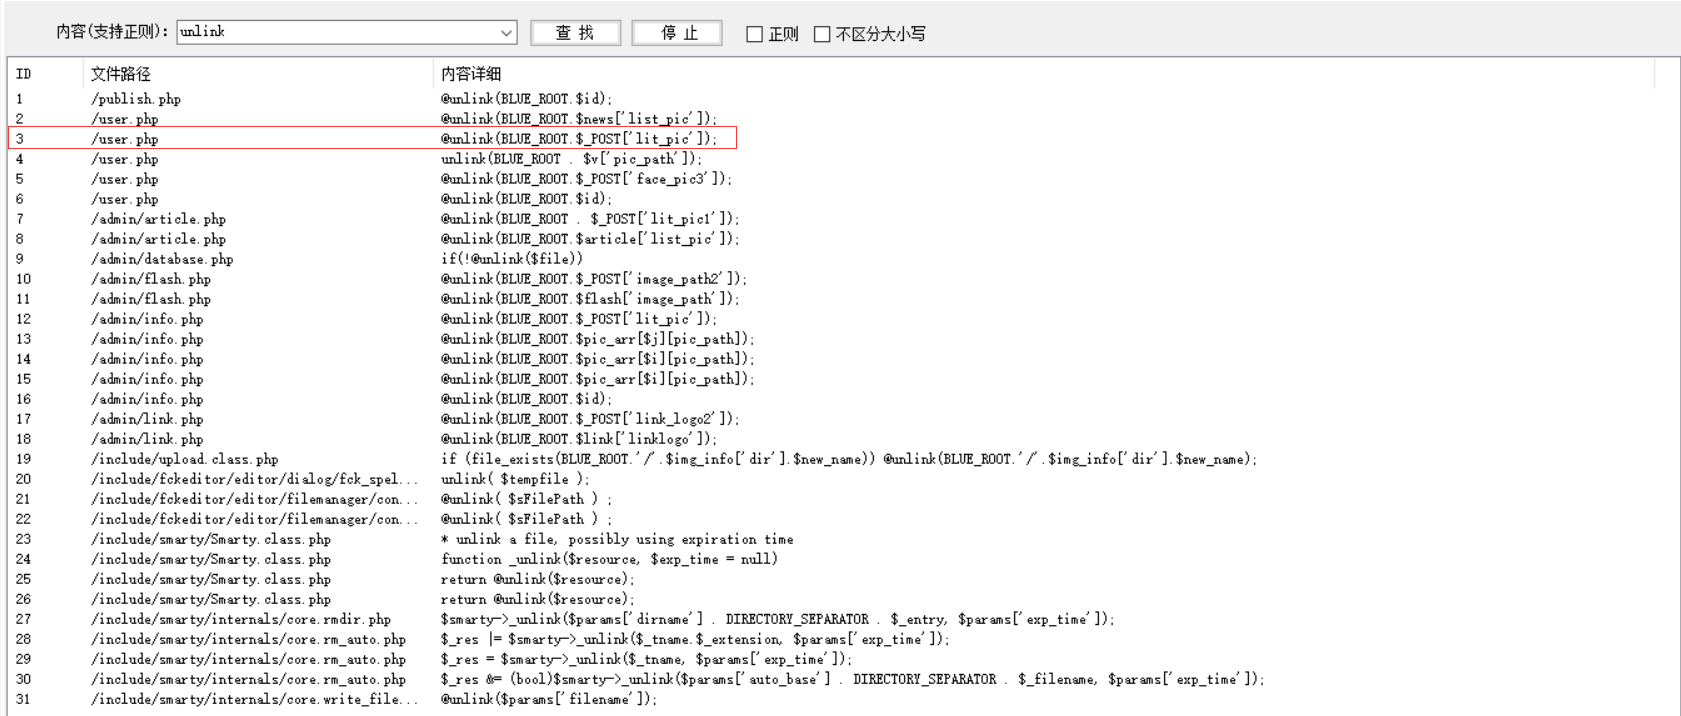 内容(支持正则): unlink 查 找 停 止 正则 不区分大小写
ID 文件路径 内容详细
1 /publish.php @unlink(BLUE_ROOT.$id);
2 /user.php @unlink(BLUE_ROOT.$news['list_pic']);
3 /user.php @unlink(BLUE_ROOT.$_POST['lit_pic']);
4 /user.php unlink(BLUE_ROOT . $v['pic_path']);
5 /user.php @unlink(BLUE_ROOT.$_POST['face_pic3']);
6 /user.php @unlink(BLUE_ROOT.$id);
7 /admin/article.php @unlink(BLUE_ROOT . $_POST['lit_pic1']);
8 /admin/article.php @unlink(BLUE_ROOT.$article['list_pic']);
9 /admin/database.php if(!@unlink($file))
10 /admin/flash.php @unlink(BLUE_ROOT.$_POST['image_path2']);
11 /admin/flash.php @unlink(BLUE_ROOT.$flash['image_path']);
12 /admin/info.php @unlink(BLUE_ROOT.$_POST['lit_pic']);
13 /admin/info.php @unlink(BLUE_ROOT.$pic_arr[$j][pic_path]);
14 /admin/info.php @unlink(BLUE_ROOT.$pic_arr[$i][pic_path]);
15 /admin/info.php @unlink(BLUE_ROOT.$pic_arr[$i][pic_path]);
16 /admin/info.php @unlink(BLUE_ROOT.$id);
17 /admin/link.php @unlink(BLUE_ROOT.$_POST['link_logo2']);
18 /admin/link.php @unlink(BLUE_ROOT.$link['linklogo']);
19 /include/upload.class.php if (file_exists(BLUE_ROOT.'/'.$img_info['dir'].$new_name)) @unlink(BLUE_ROOT.'/'.$img_info['dir'].$new_name);
20 /include/fckeditor/editor/dialog/fck_spel... unlink( $tempfile );
21 /include/fckeditor/editor/filemanager/con... @unlink( $sFilePath ) ;
22 /include/fckeditor/editor/filemanager/con... @unlink( $sFilePath ) ;
23 /include/smarty/Smarty.class.php * unlink a file, possibly using expiration time
24 /include/smarty/Smarty.class.php function _unlink($resource, $exp_time = null)
25 /include/smarty/Smarty.class.php return @unlink($resource);
26 /include/smarty/Smarty.class.php return @unlink($resource);
27 /include/smarty/internals/core.rmdir.php $smarty->_unlink($params['dirname'] . DIRECTORY_SEPARATOR . $_entry, $params['exp_time']);
28 /include/smarty/internals/core.rm_auto.php $_res |= $smarty->_unlink($_tname.$_extension, $params['exp_time']);
29 /include/smarty/internals/core.rm_auto.php $_res = $smarty->_unlink($_tname, $params['exp_time']);
30 /include/smarty/internals/core.rm_auto.php $_res &= (bool)$smarty->_unlink($params['auto_base'] . DIRECTORY_SEPARATOR . $_filename, $params['exp_time']);
31 /include/smarty/internals/core.write_file... @unlink($params['filename']);